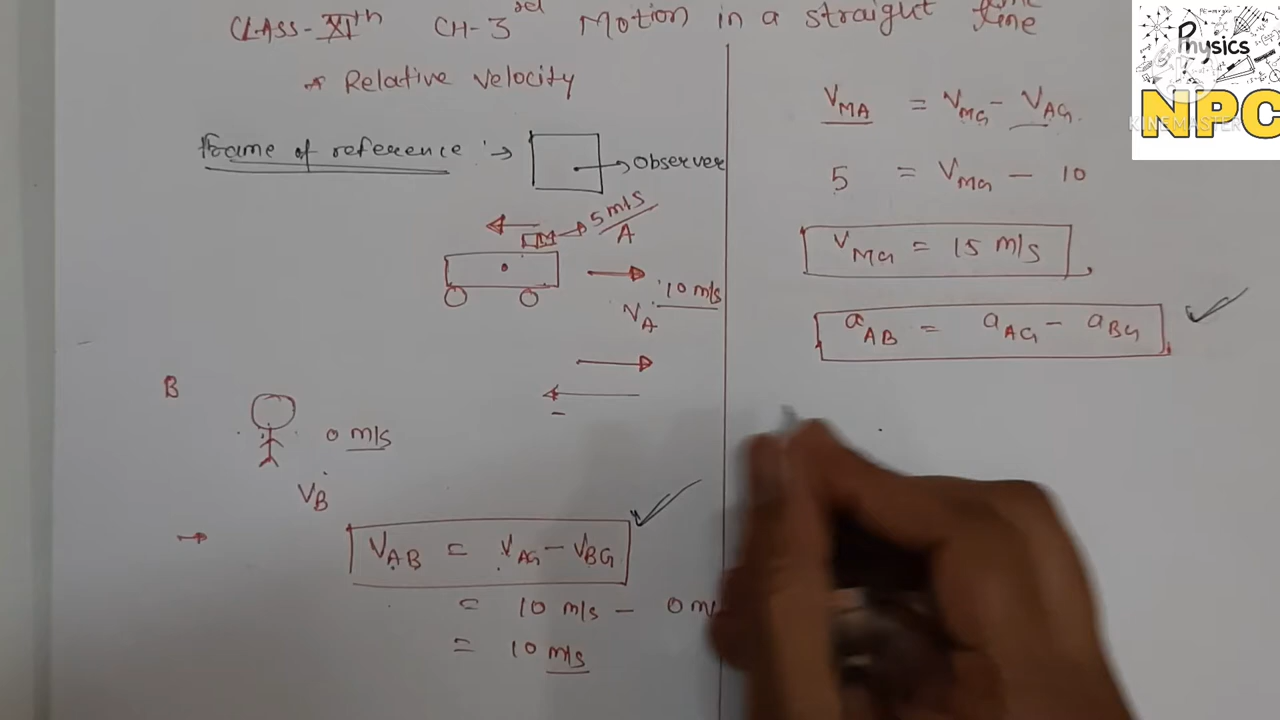 CLASS-XIth CH-3rd Motion in a straight line
* Relative velocity
Frame of reference :→ → Observer
M → 5 m/s / A
10 m/s
VA
B
0 m/s
VB
→ VAB = VAG - VBG
= 10 m/s - 0 m/
= 10 m/s
VMA = VMG - VAG.
5 = VMG - 10
VMG = 15 m/s
aAB = aAG - aBG
Physics
NPC
KINEMASTER